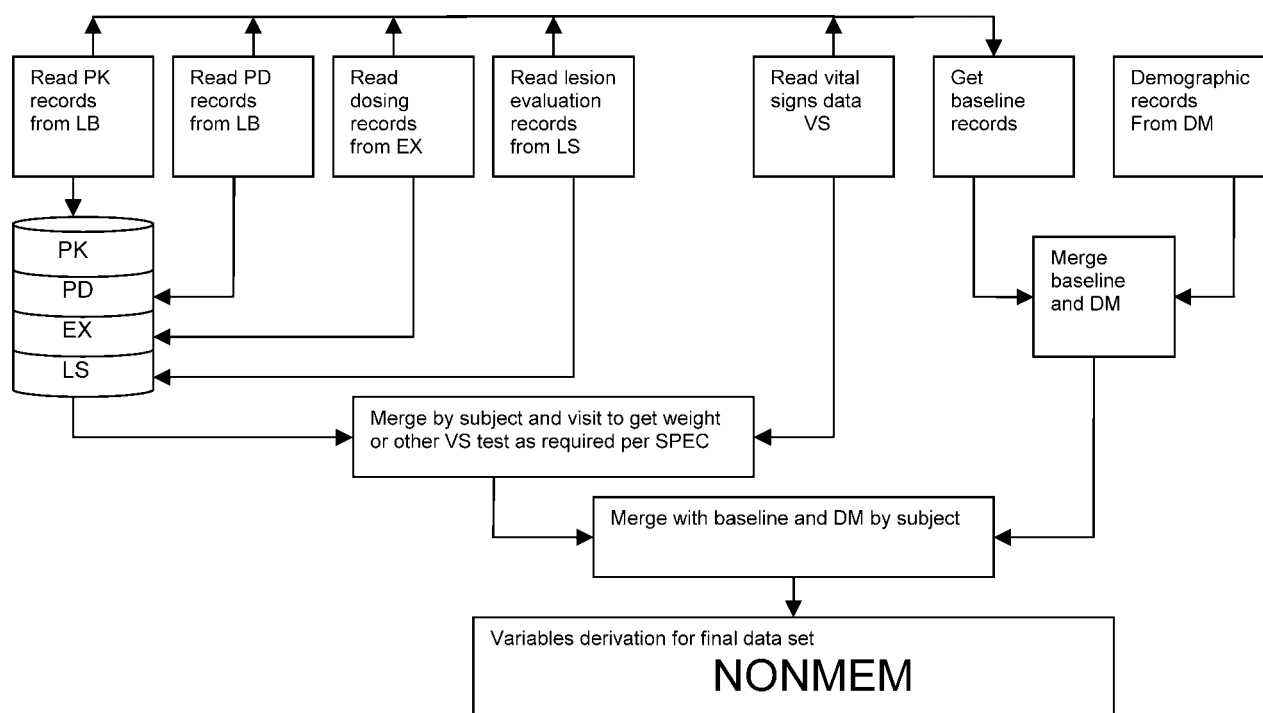 Read PK
records
from LB
Read PD
records
from LB
Read
dosing
records
from EX
Read lesion
evaluation
records
from LS
Read vital
signs data
VS
Get
baseline
records
Demographic
records
From DM
PK
PD
EX
LS
Merge
baseline
and DM
Merge by subject and visit to get weight
or other VS test as required per SPEC
Merge with baseline and DM by subject
Variables derivation for final data set
NONMEM